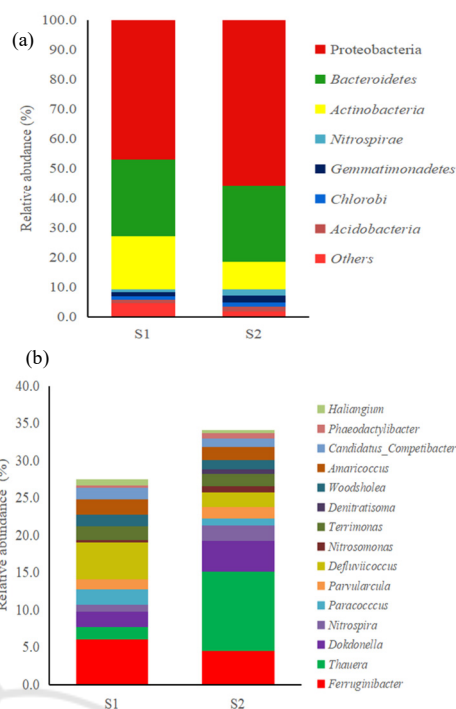 (a)
100.0
90.0
80.0
70.0
60.0
50.0
40.0
30.0
20.0
10.0
0.0
Relative abudance (%)
S1
S2
Proteobacteria
Bacteroidetes
Actinobacteria
Nitrospirae
Gemmatimonadetes
Chlorobi
Acidobacteria
Others
(b)
40.0
35.0
30.0
25.0
20.0
15.0
10.0
5.0
0.0
Relative abundance (%)
S1
S2
Haliangium
Phaeodactylibacter
Candidatus_Competibacter
Amaricoccus
Woodsholea
Denitratisoma
Terrimonas
Nitrosomonas
Defluviicoccus
Parvularcula
Paracocccus
Nitrospira
Dokdonella
Thauera
Ferruginibacter